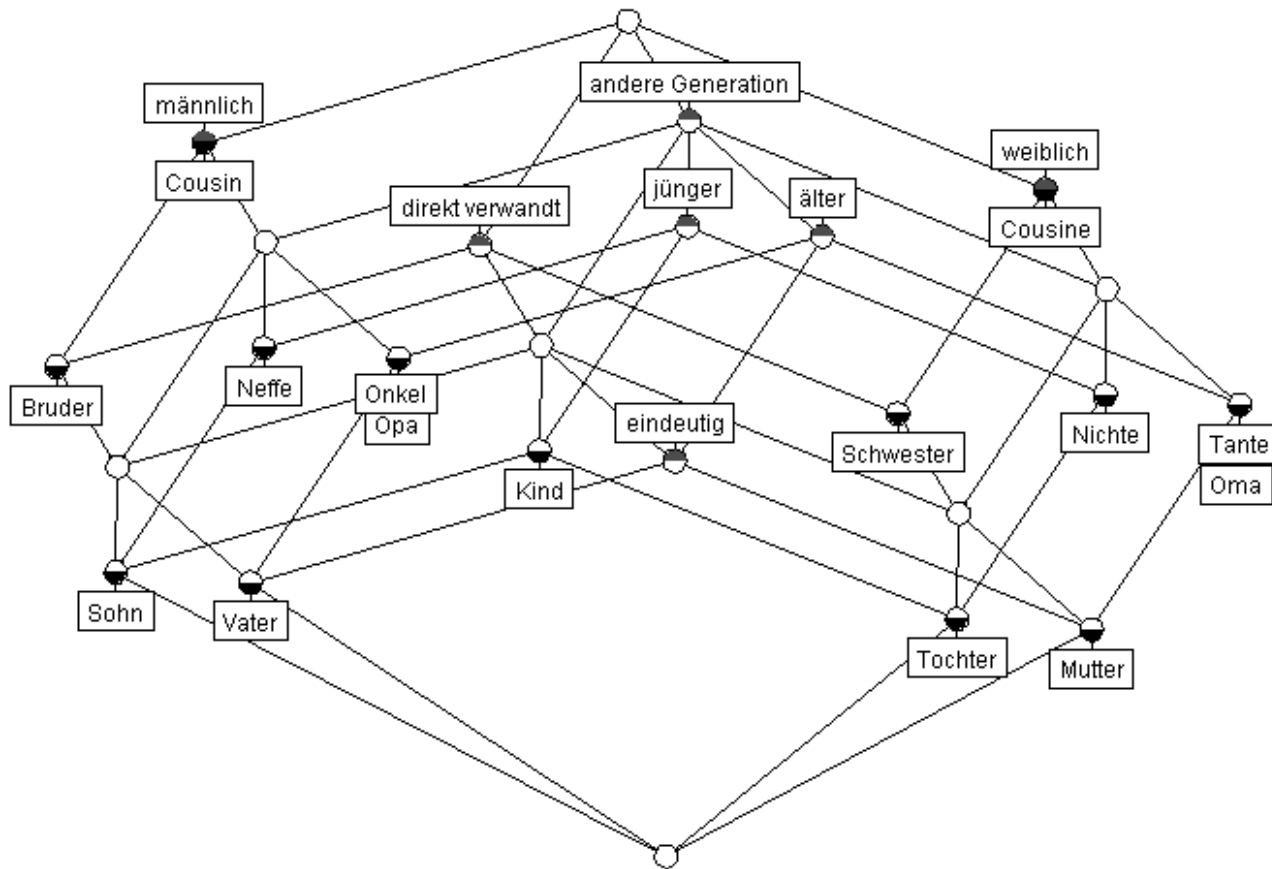 andere Generation
männlich
weiblich
Cousin
jünger
direkt verwandt
älter
Cousine
Bruder
Neffe
Onkel
Opa
eindeutig
Schwester
Nichte
Tante
Oma
Kind
Sohn
Vater
Tochter
Mutter